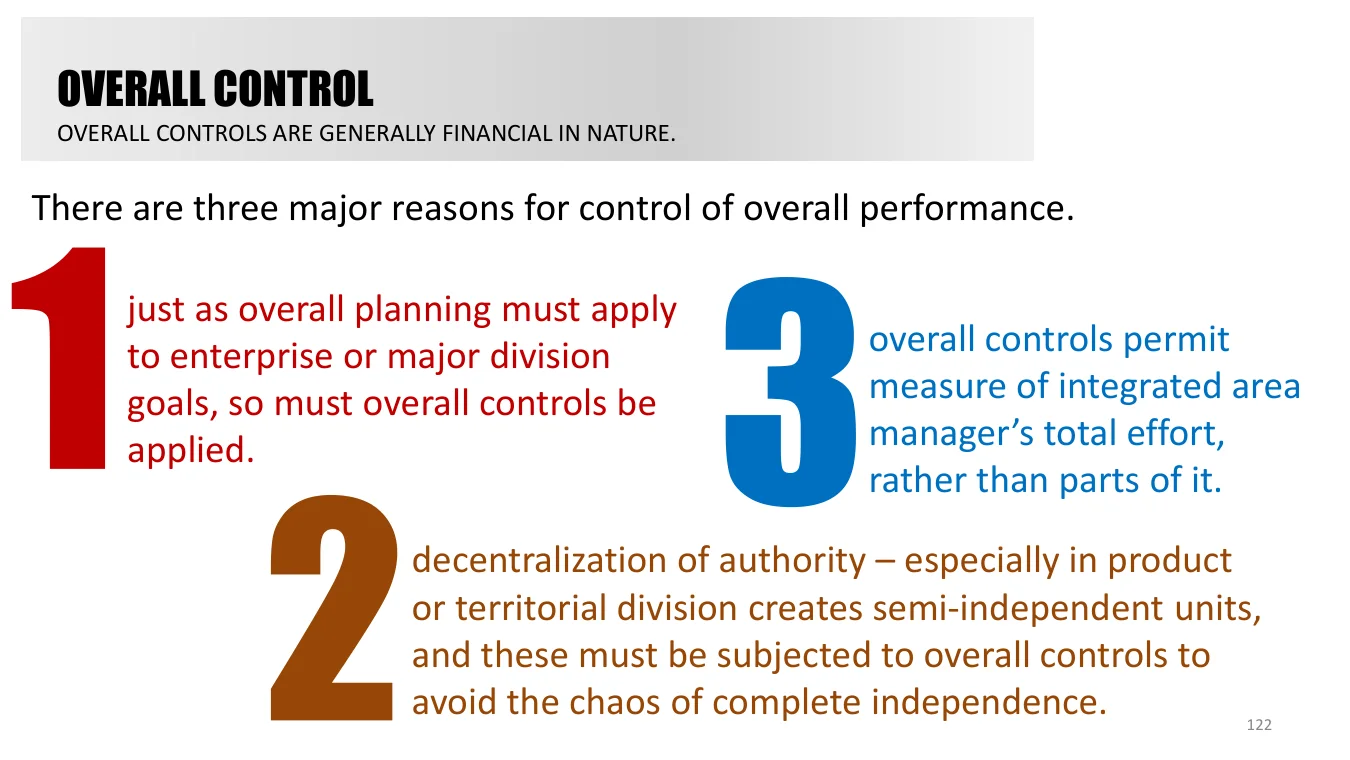 OVERALL CONTROL
OVERALL CONTROLS ARE GENERALLY FINANCIAL IN NATURE.
There are three major reasons for control of overall performance.
1
just as overall planning must apply
to enterprise or major division
goals, so must overall controls be
applied.
2
decentralization of authority – especially in product
or territorial division creates semi-independent units,
and these must be subjected to overall controls to
avoid the chaos of complete independence.
3
overall controls permit
measure of integrated area
manager’s total effort,
rather than parts of it.
122